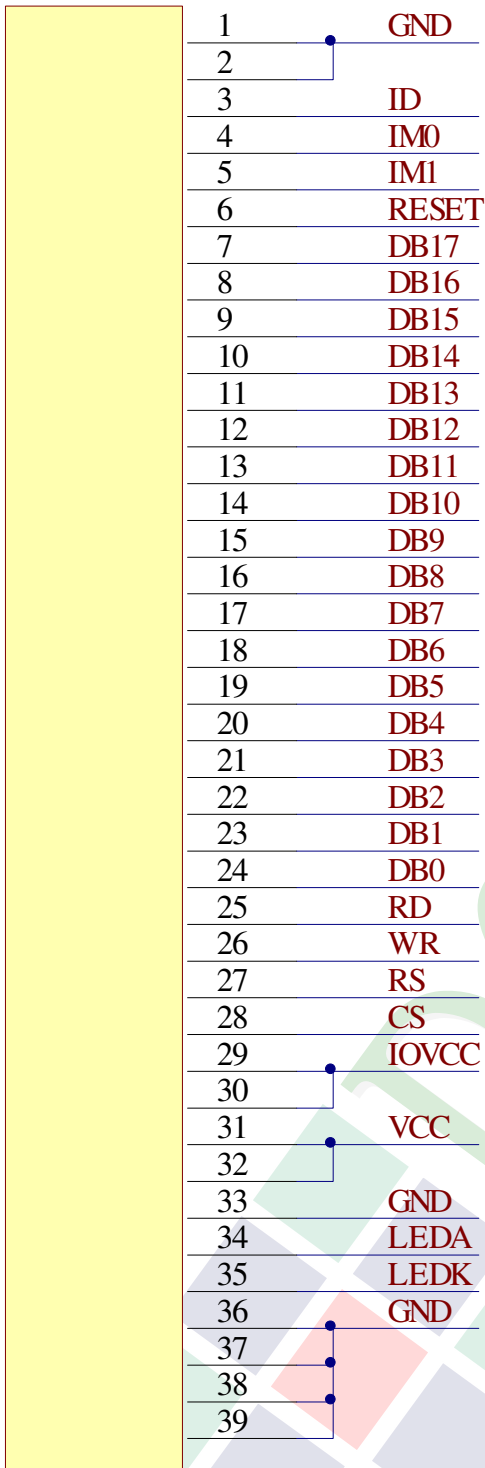 1 GND
2
3 ID
4 IM0
5 IM1
6 RESET
7 DB17
8 DB16
9 DB15
10 DB14
11 DB13
12 DB12
13 DB11
14 DB10
15 DB9
16 DB8
17 DB7
18 DB6
19 DB5
20 DB4
21 DB3
22 DB2
23 DB1
24 DB0
25 RD
26 WR
27 RS
28 CS
29 IOVCC
30
31 VCC
32
33 GND
34 LEDA
35 LEDK
36 GND
37
38
39